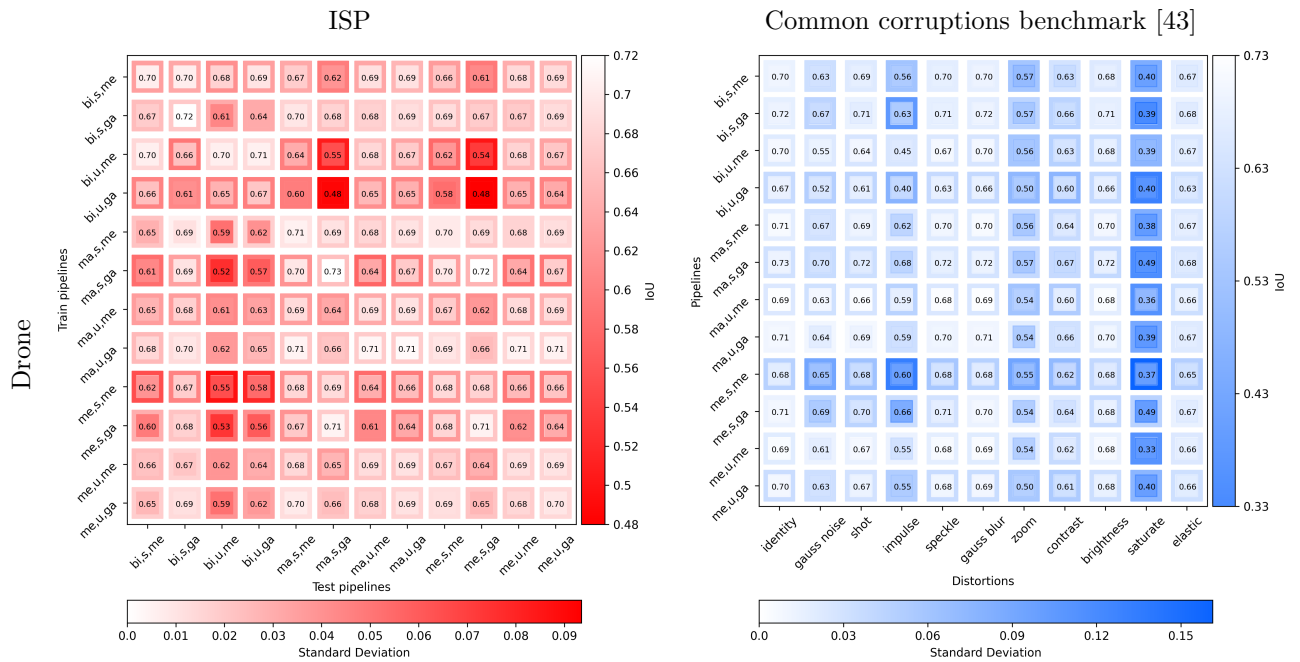 ISP
Common corruptions benchmark [43]
Drone
Train pipelines
bi,s,me 0.70 0.70 0.68 0.69 0.67 0.62 0.69 0.69 0.66 0.61 0.68 0.69
bi,s,ga 0.67 0.72 0.61 0.64 0.70 0.68 0.68 0.69 0.69 0.67 0.67 0.69
bi,u,me 0.70 0.66 0.70 0.71 0.64 0.55 0.68 0.67 0.62 0.54 0.68 0.67
bi,u,ga 0.66 0.61 0.65 0.67 0.60 0.48 0.65 0.65 0.58 0.48 0.65 0.64
ma,s,me 0.65 0.69 0.59 0.62 0.71 0.69 0.68 0.69 0.70 0.69 0.68 0.69
ma,s,ga 0.61 0.69 0.52 0.57 0.70 0.73 0.64 0.67 0.70 0.72 0.64 0.67
ma,u,me 0.65 0.68 0.61 0.63 0.69 0.64 0.69 0.69 0.67 0.62 0.68 0.69
ma,u,ga 0.68 0.70 0.62 0.65 0.71 0.66 0.71 0.71 0.69 0.66 0.71 0.71
me,s,me 0.62 0.67 0.55 0.58 0.68 0.69 0.64 0.66 0.68 0.68 0.66 0.66
me,s,ga 0.60 0.68 0.53 0.56 0.67 0.71 0.61 0.64 0.68 0.71 0.62 0.64
me,u,me 0.66 0.67 0.62 0.64 0.68 0.65 0.69 0.69 0.67 0.64 0.69 0.69
me,u,ga 0.65 0.69 0.59 0.62 0.70 0.66 0.68 0.69 0.68 0.65 0.68 0.70
bi,s,me bi,s,ga bi,u,me bi,u,ga ma,s,me ma,s,ga ma,u,me ma,u,ga me,s,me me,s,ga me,u,me me,u,ga
Test pipelines
0.72
0.7
0.68
0.66
0.64
0.62
0.6
0.58
0.56
0.54
0.52
0.5
0.48
IoU
0.0 0.01 0.02 0.03 0.04 0.05 0.06 0.07 0.08 0.09
Standard Deviation
Pipelines
bi,s,me 0.70 0.63 0.69 0.56 0.70 0.70 0.57 0.63 0.68 0.40 0.67
bi,s,ga 0.72 0.67 0.71 0.63 0.71 0.72 0.57 0.66 0.71 0.39 0.68
bi,u,me 0.70 0.55 0.64 0.45 0.67 0.70 0.56 0.63 0.68 0.39 0.67
bi,u,ga 0.67 0.52 0.61 0.40 0.63 0.66 0.50 0.60 0.66 0.40 0.63
ma,s,me 0.71 0.67 0.69 0.62 0.70 0.70 0.56 0.64 0.70 0.38 0.67
ma,s,ga 0.73 0.70 0.72 0.68 0.72 0.72 0.57 0.67 0.72 0.49 0.68
ma,u,me 0.69 0.63 0.66 0.59 0.68 0.69 0.54 0.60 0.68 0.36 0.66
ma,u,ga 0.71 0.64 0.69 0.59 0.70 0.71 0.54 0.66 0.70 0.39 0.67
me,s,me 0.68 0.65 0.68 0.60 0.68 0.68 0.55 0.62 0.68 0.37 0.65
me,s,ga 0.71 0.69 0.70 0.66 0.71 0.70 0.54 0.64 0.68 0.49 0.67
me,u,me 0.69 0.61 0.67 0.55 0.68 0.69 0.54 0.62 0.68 0.33 0.66
me,u,ga 0.70 0.63 0.67 0.55 0.68 0.69 0.50 0.61 0.68 0.40 0.66
identity gauss noise shot impulse speckle gauss blur zoom contrast brightness saturate elastic
Distortions
0.73
0.63
0.53
0.43
0.33
IoU
0.0 0.03 0.06 0.09 0.12 0.15
Standard Deviation